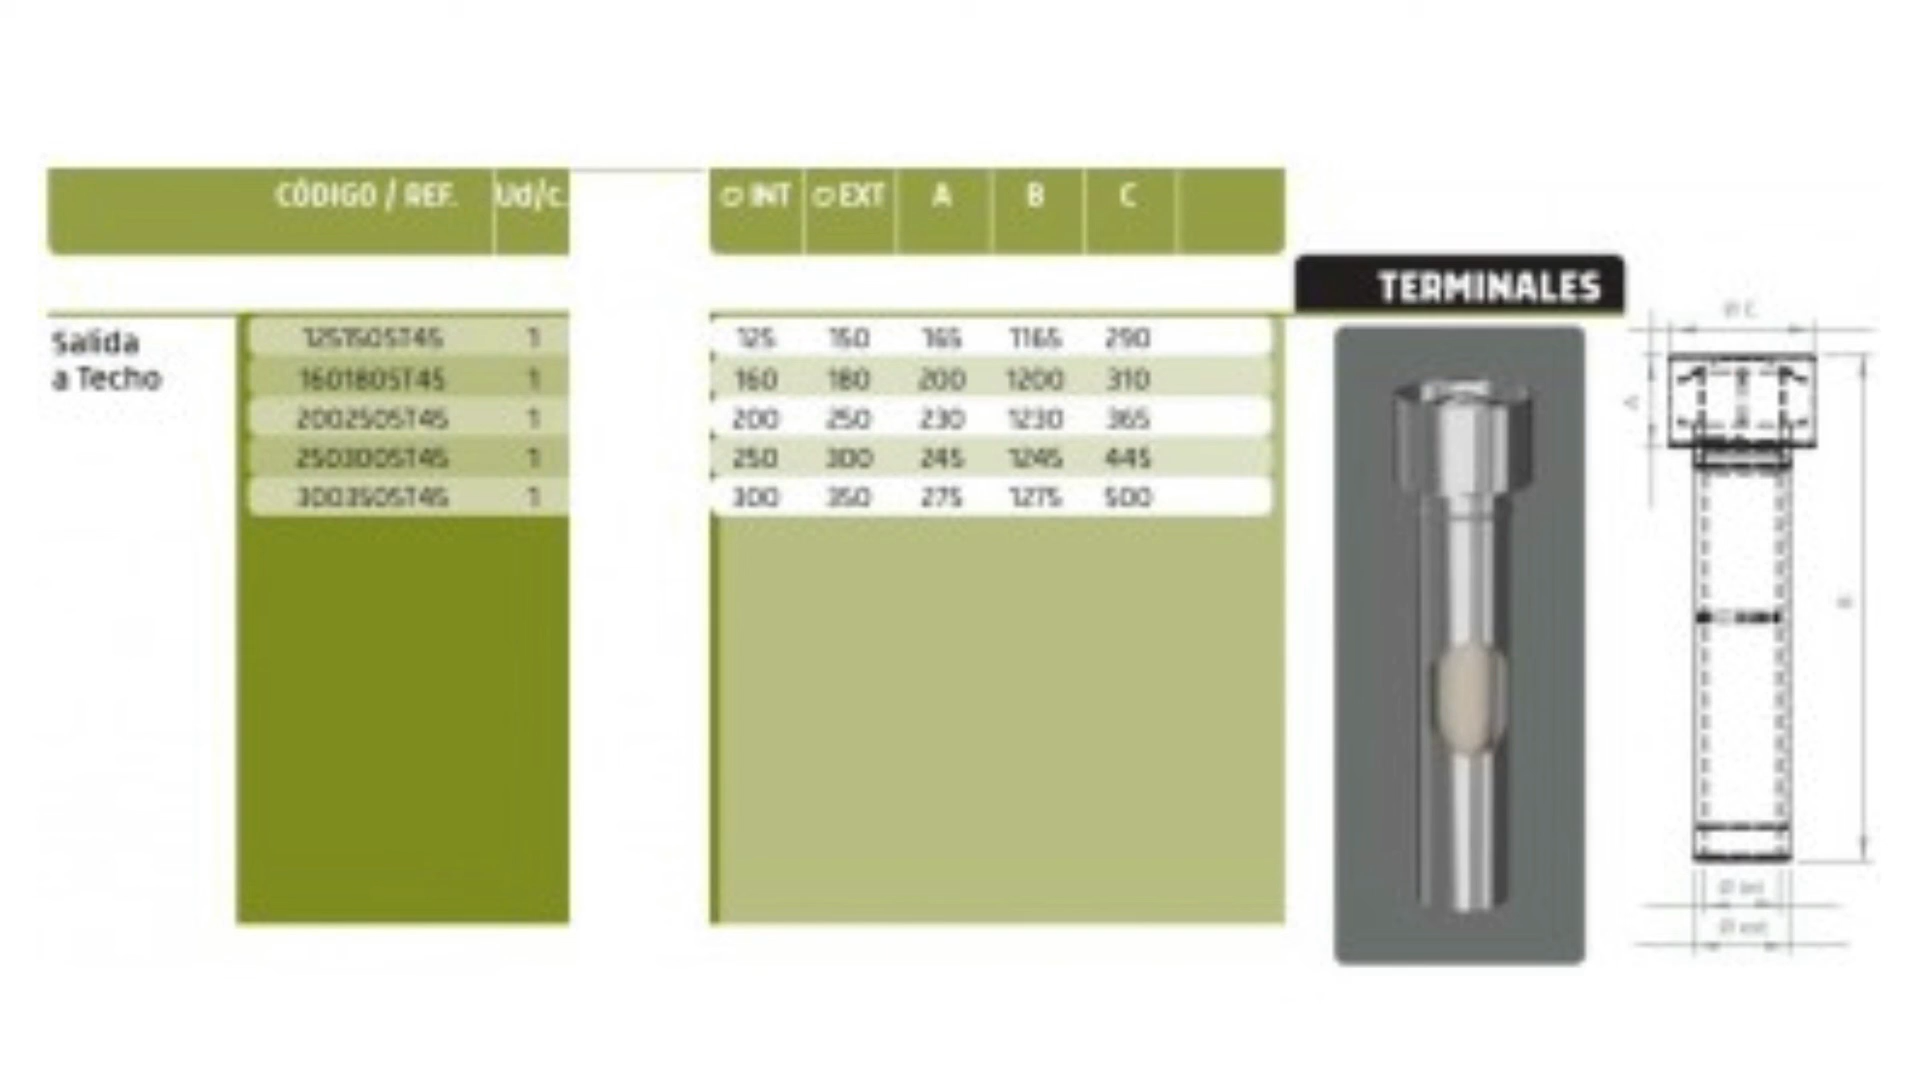 CÓDIGO / REF. Ud/c. ∅ INT ∅ EXT A B C
TERMINALES
Salida
a Techo
125150ST45 1 125 150 165 1165 290
160180ST45 1 160 180 200 1200 310
200250ST45 1 200 250 230 1230 365
250300ST45 1 250 300 245 1245 445
300350ST45 1 300 350 275 1275 500
Ø C
A
B
Ø int
Ø ext